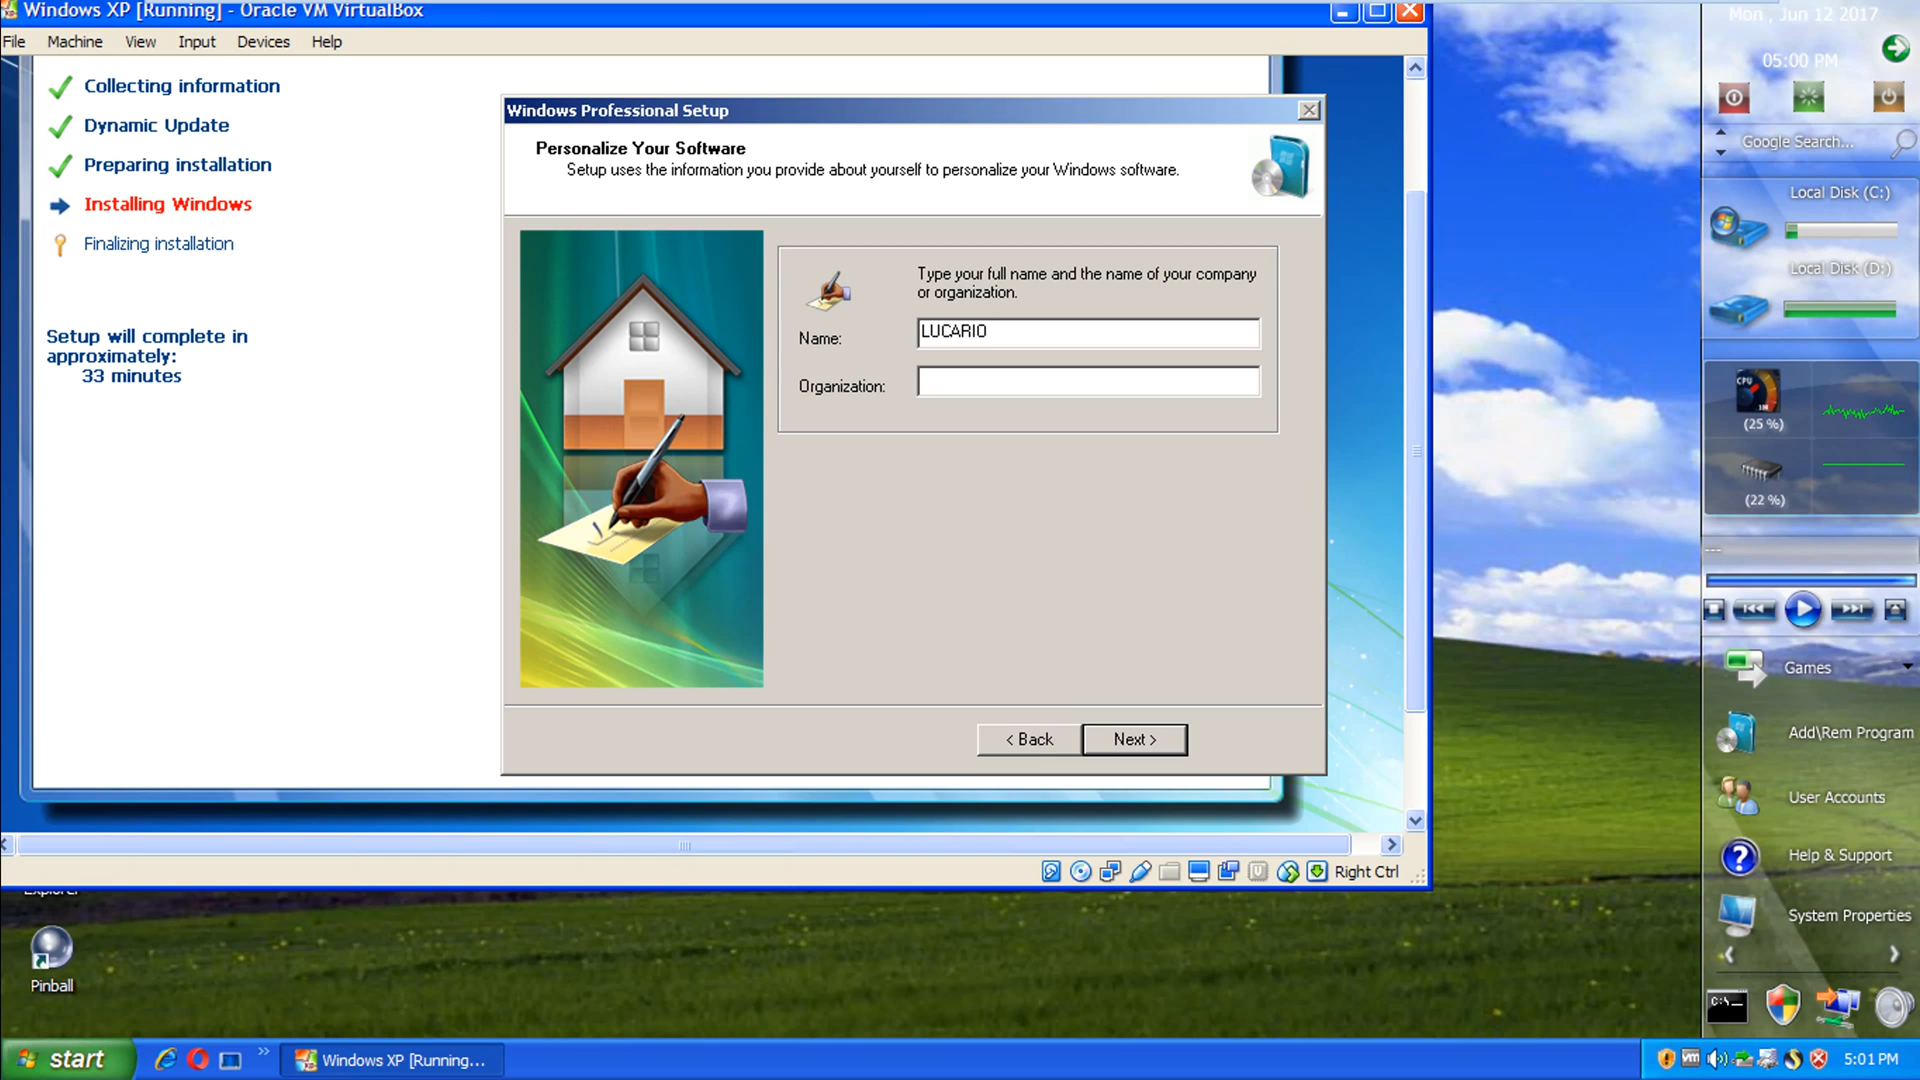 Windows XP [Running] - Oracle VM VirtualBox
File Machine View Input Devices Help
Collecting information
Dynamic Update
Preparing installation
Installing Windows
Finalizing installation
Setup will complete in
approximately:
33 minutes
Windows Professional Setup
Personalize Your Software
Setup uses the information you provide about yourself to personalize your Windows software.
Type your full name and the name of your company
or organization.
Name: LUCARIO
Organization:
< Back Next >
Right Ctrl
Explorer
Pinball
Mon , Jun 12 2017
05:00 PM
Google Search...
Local Disk (C:)
Local Disk (D:)
CPU
(25 %)
(22 %)
---
Games
Add\Rem Program
User Accounts
Help & Support
System Properties
C:\_
start
Windows XP [Running...
5:01 PM